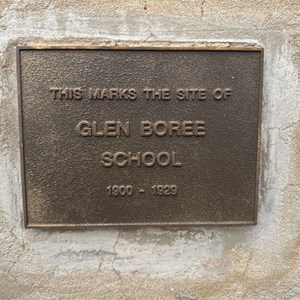 THIS MARKS THE SITE OF
GLEN BOREE
SCHOOL
1900 - 1929